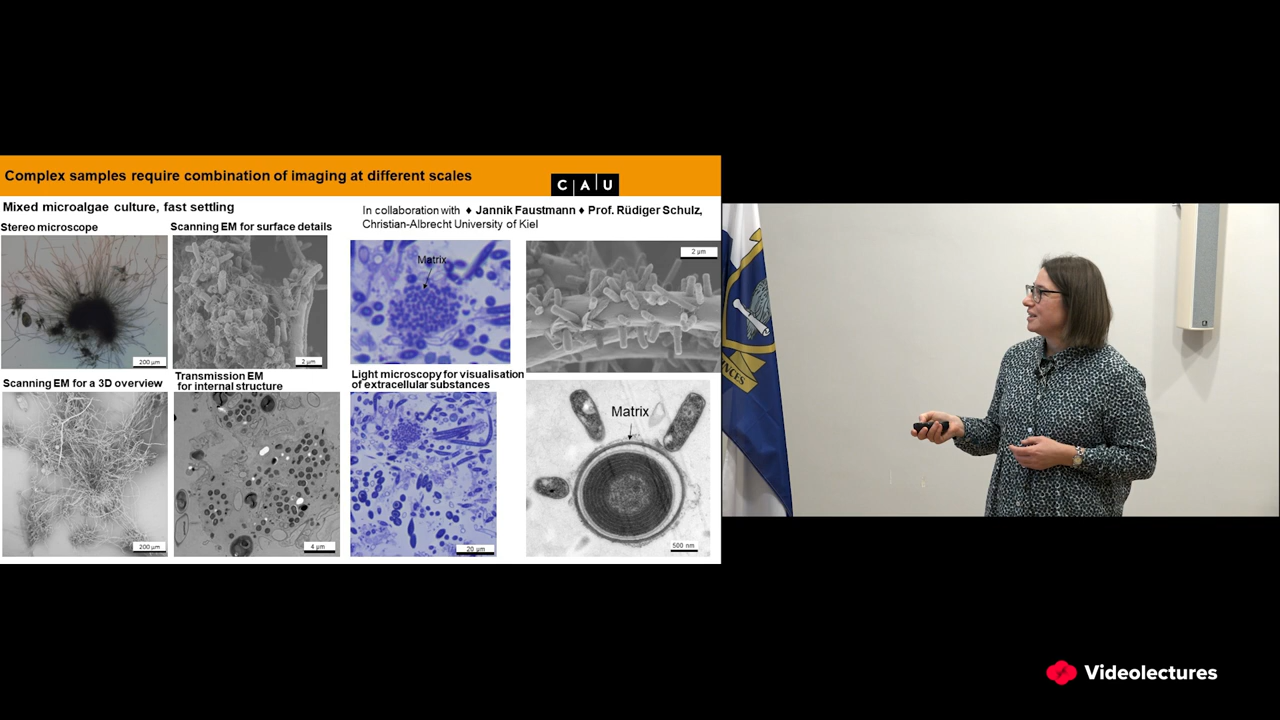 Complex samples require combination of imaging at different scales
C A U
Mixed microalgae culture, fast settling
In collaboration with ♦ Jannik Faustmann ♦ Prof. Rüdiger Schulz,
Christian-Albrecht University of Kiel
Stereo microscope
Scanning EM for surface details
Matrix
2 µm
200 µm
2 µm
Scanning EM for a 3D overview
Transmission EM
for internal structure
Light microscopy for visualisation
of extracellular substances
Matrix
200 µm
4 µm
20 µm
500 nm
NCES
Videolectures